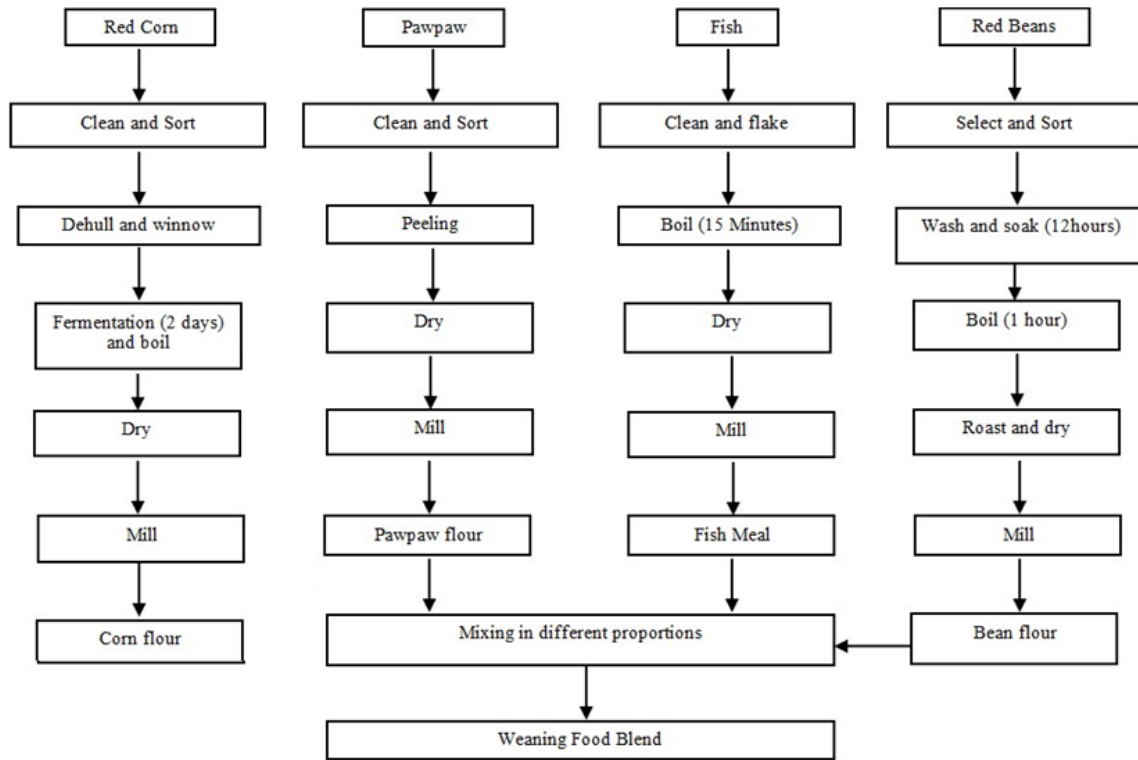 Red Corn
Pawpaw
Fish
Red Beans
Clean and Sort
Clean and Sort
Clean and flake
Select and Sort
Dehull and winnow
Peeling
Boil (15 Minutes)
Wash and soak (12hours)
Fermentation (2 days)
and boil
Dry
Dry
Boil (1 hour)
Dry
Mill
Mill
Roast and dry
Mill
Pawpaw flour
Fish Meal
Mill
Corn flour
Mixing in different proportions
Bean flour
Weaning Food Blend